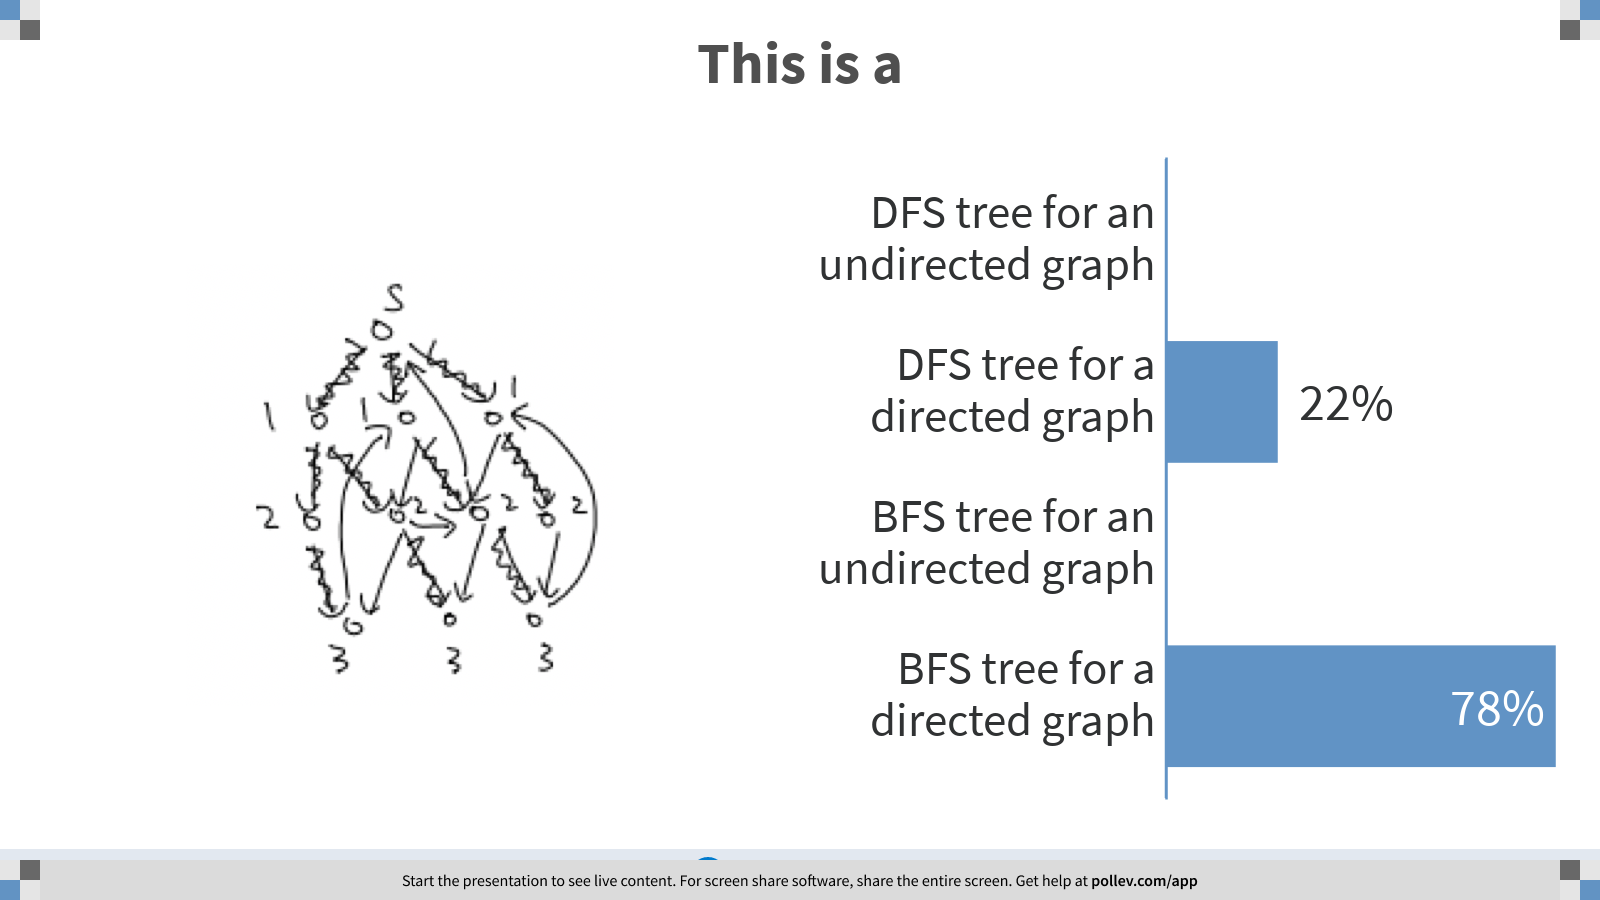 This is a
S
1
1
1
2
2
2
2
3
3
3
DFS tree for an
undirected graph
DFS tree for a
directed graph
22%
BFS tree for an
undirected graph
BFS tree for a
directed graph
78%
Start the presentation to see live content. For screen share software, share the entire screen. Get help at pollev.com/app